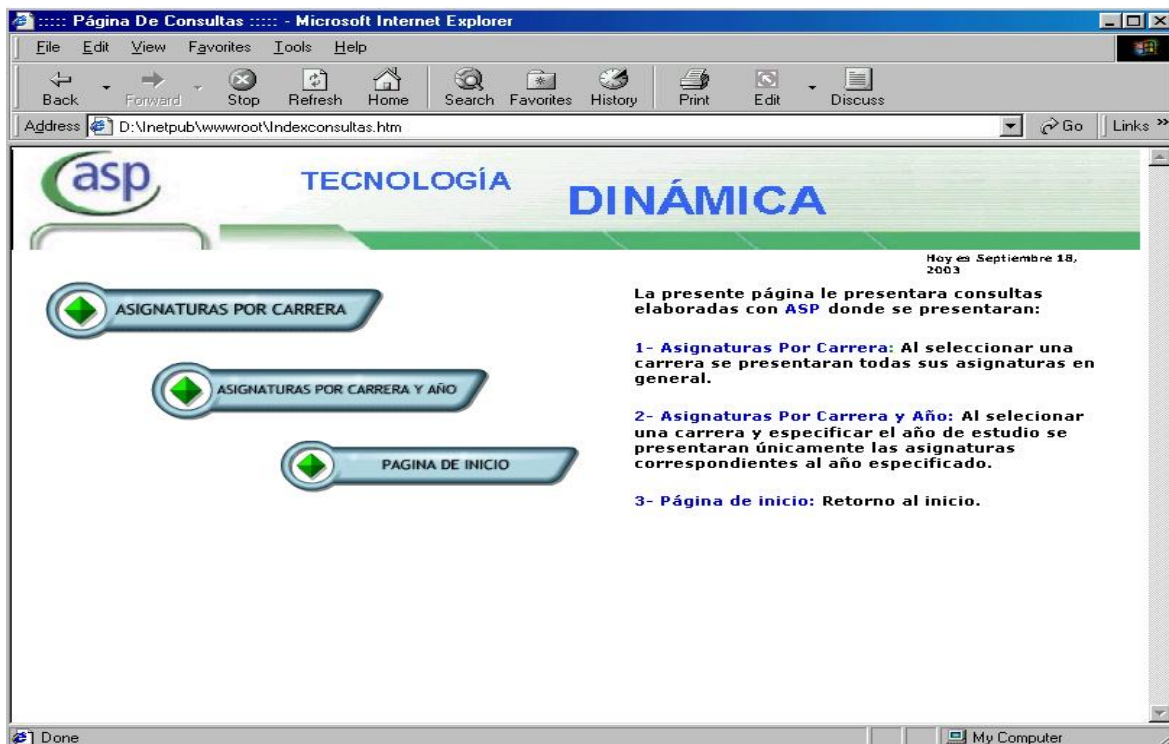 ::::: Página De Consultas ::::: - Microsoft Internet Explorer
File Edit View Favorites Tools Help
Back Forward Stop Refresh Home Search Favorites History Print Edit Discuss
Address D:\Inetpub\wwwroot\Indexconsultas.htm Go Links »
asp
TECNOLOGÍA
DINÁMICA
Hoy es Septiembre 18,
2003
ASIGNATURAS POR CARRERA
ASIGNATURAS POR CARRERA Y AÑO
PAGINA DE INICIO
La presente página le presentara consultas
elaboradas con ASP donde se presentaran:
1- Asignaturas Por Carrera: Al seleccionar una
carrera se presentaran todas sus asignaturas en
general.
2- Asignaturas Por Carrera y Año: Al selecionar
una carrera y especificar el año de estudio se
presentaran únicamente las asignaturas
correspondientes al año especificado.
3- Página de inicio: Retorno al inicio.
Done My Computer